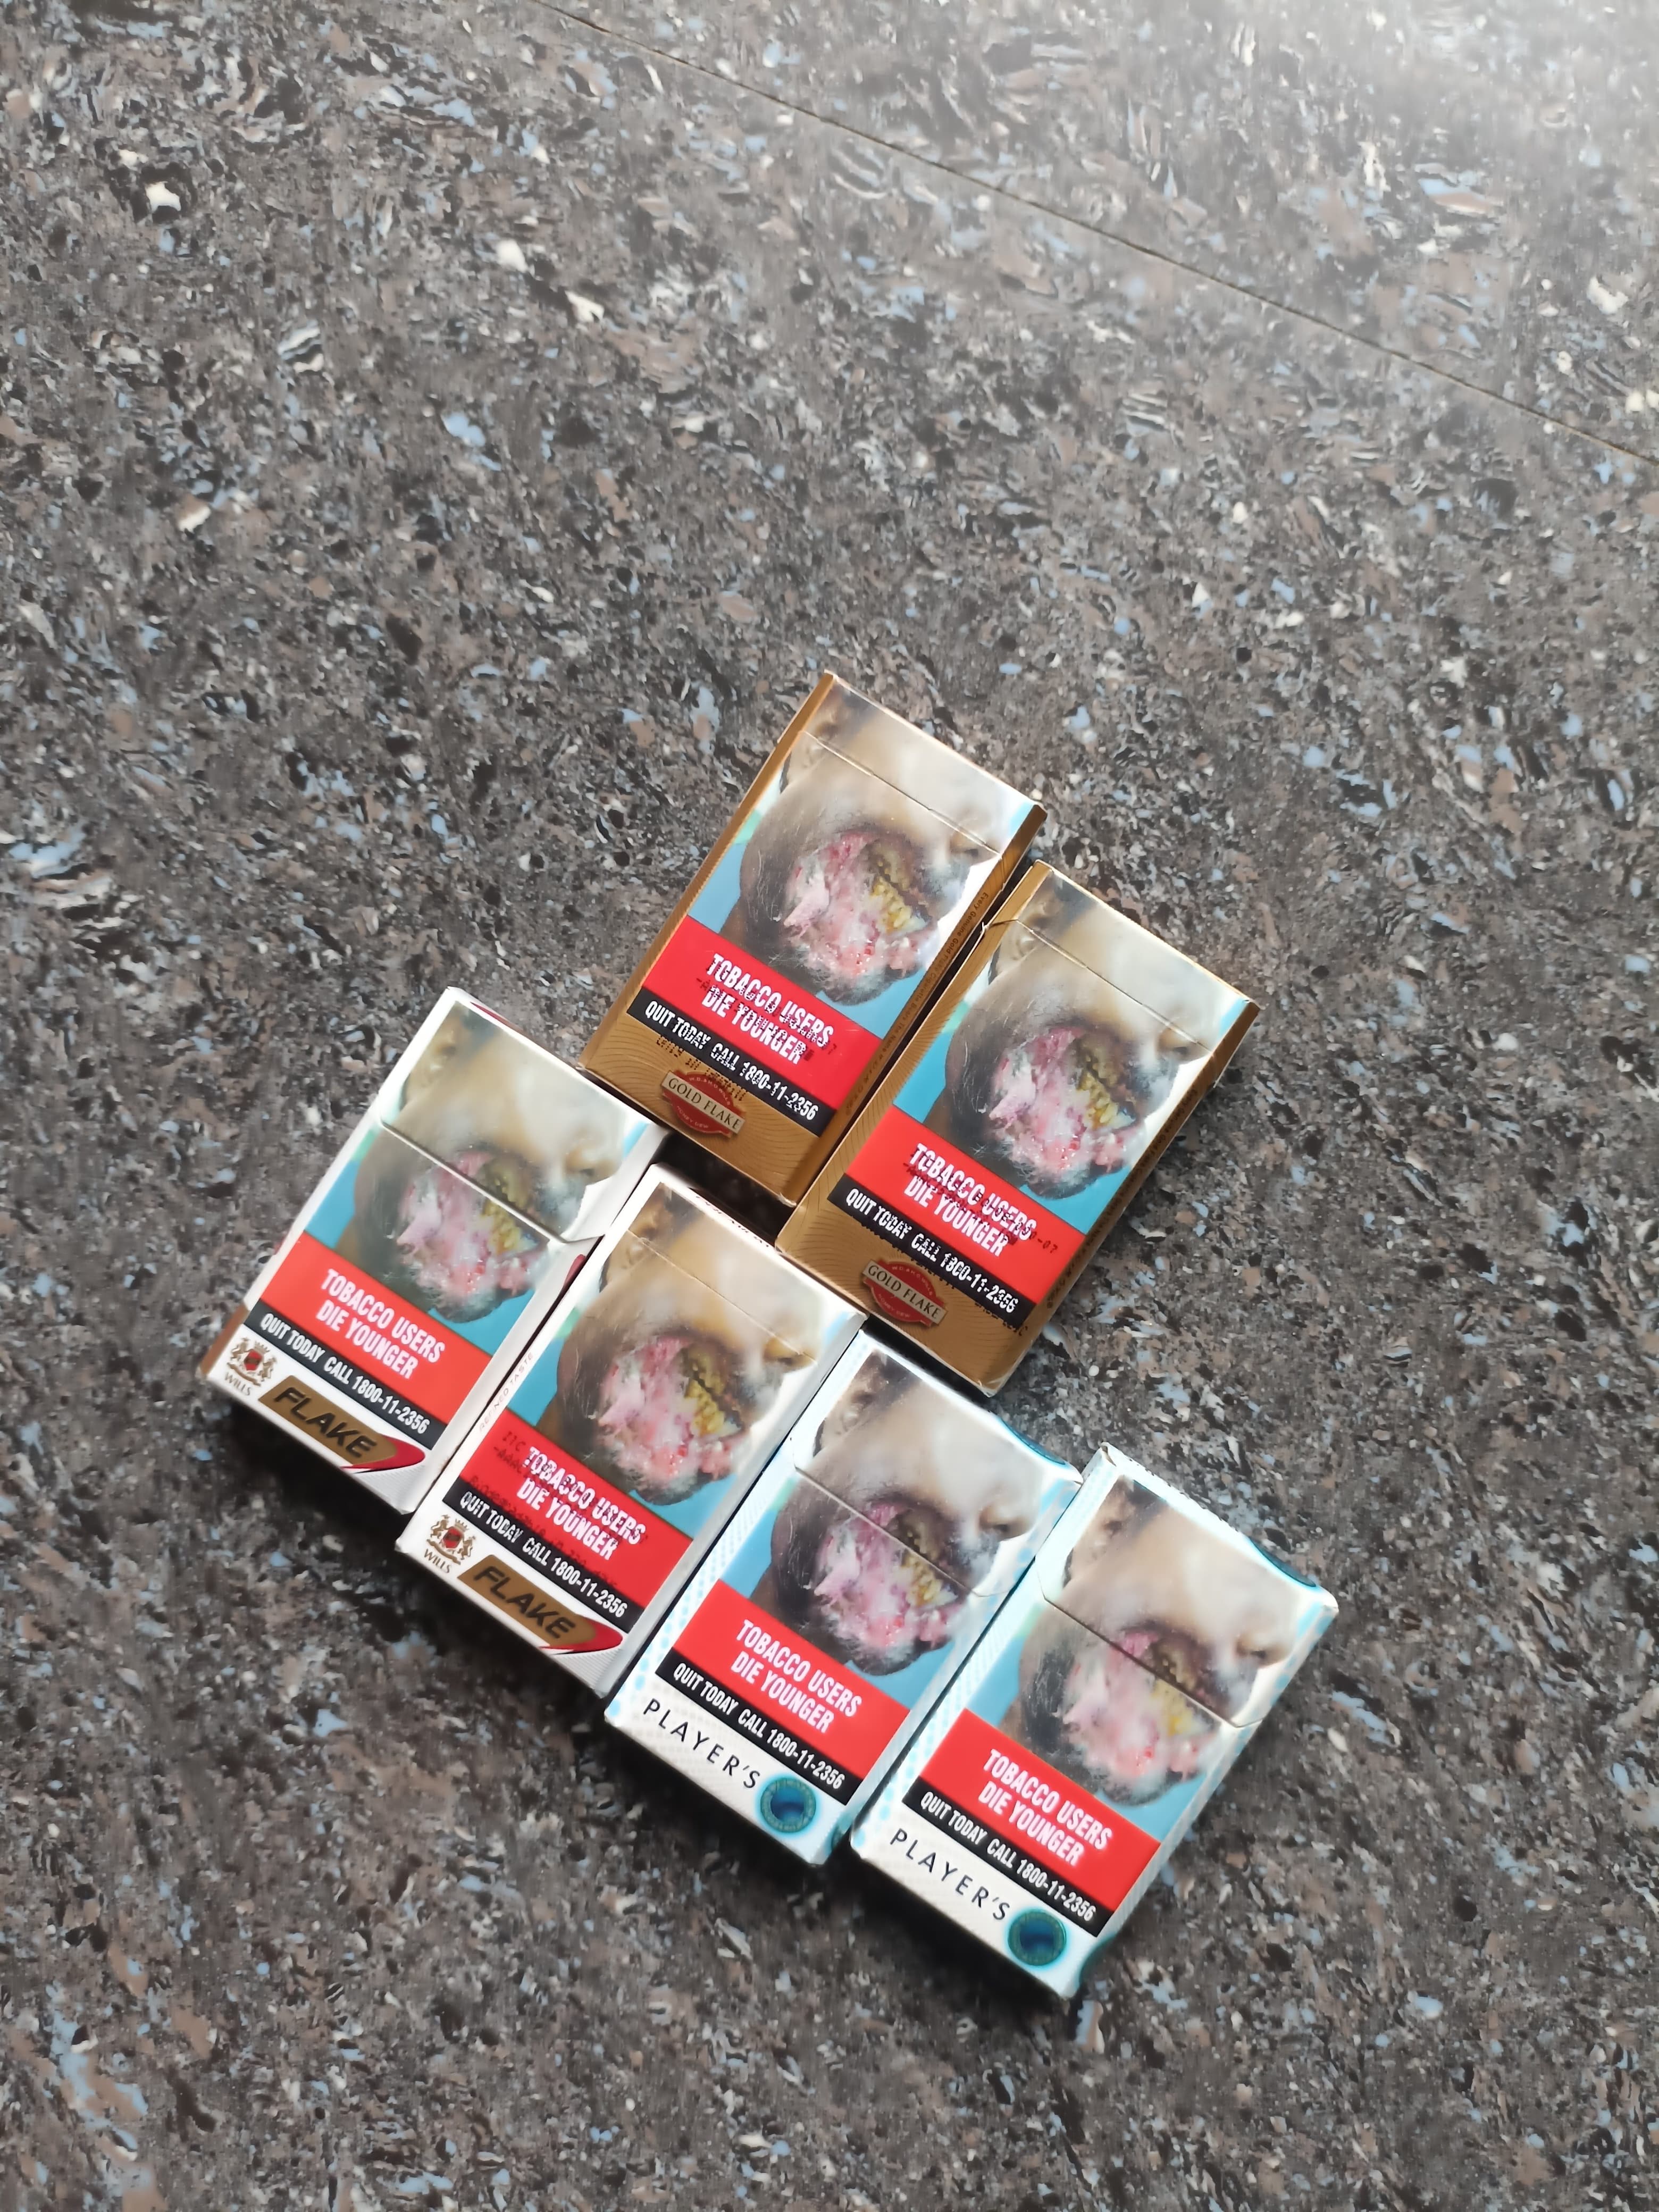 TOBACCO USERS
DIE YOUNGER
QUIT TODAY CALL 1800-11-2356
GOLD FLAKE
TOBACCO USERS
DIE YOUNGER
QUIT TODAY CALL 1800-11-2356
GOLD FLAKE
TOBACCO USERS
DIE YOUNGER
QUIT TODAY CALL 1800-11-2356
WILLS
FLAKE
TOBACCO USERS
DIE YOUNGER
QUIT TODAY CALL 1800-11-2356
WILLS
FLAKE
TOBACCO USERS
DIE YOUNGER
QUIT TODAY CALL 1800-11-2356
PLAYER'S
TOBACCO USERS
DIE YOUNGER
QUIT TODAY CALL 1800-11-2356
PLAYER'S